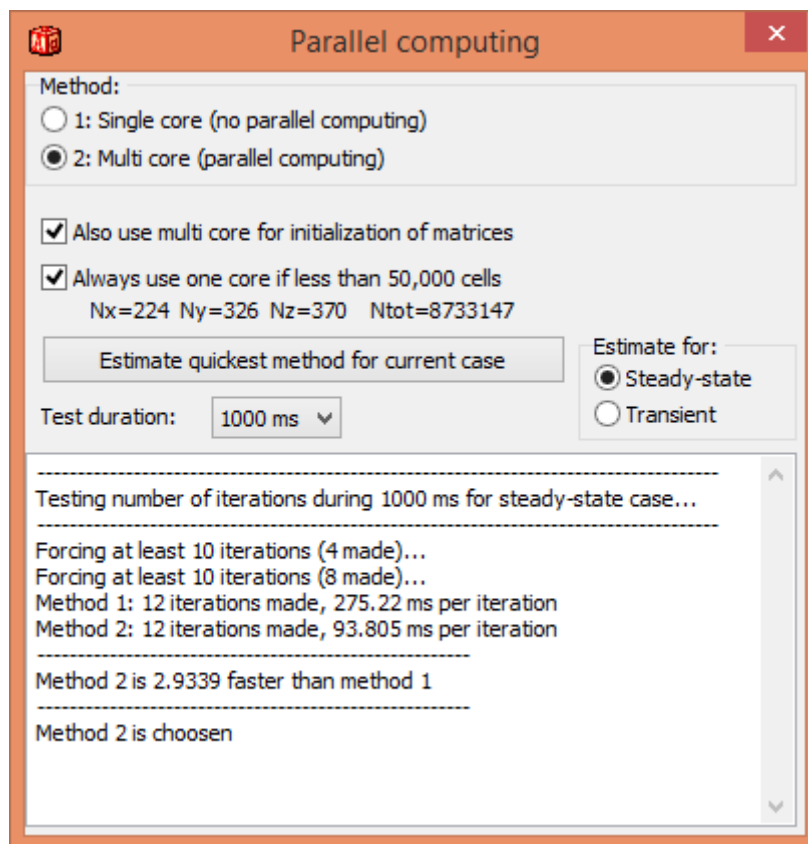 Parallel computing
Method:
1: Single core (no parallel computing)
2: Multi core (parallel computing)
Also use multi core for initialization of matrices
Always use one core if less than 50,000 cells
Nx=224 Ny=326 Nz=370 Ntot=8733147
Estimate quickest method for current case
Estimate for:
Steady-state
Transient
Test duration:
1000 ms
--------------------------------------------------------------------------------------
Testing number of iterations during 1000 ms for steady-state case...
--------------------------------------------------------------------------------------
Forcing at least 10 iterations (4 made)...
Forcing at least 10 iterations (8 made)...
Method 1: 12 iterations made, 275.22 ms per iteration
Method 2: 12 iterations made, 93.805 ms per iteration
------------------------------------------------------
Method 2 is 2.9339 faster than method 1
------------------------------------------------------
Method 2 is choosen